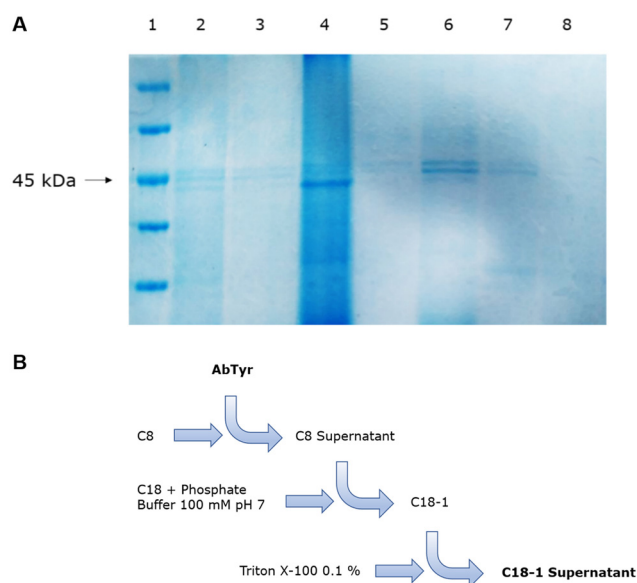 A
1 2 3 4 5 6 7 8
45 kDa
B
AbTyr
C8
C8 Supernatant
C18 + Phosphate
Buffer 100 mM pH 7
C18-1
Triton X-100 0.1 %
C18-1 Supernatant